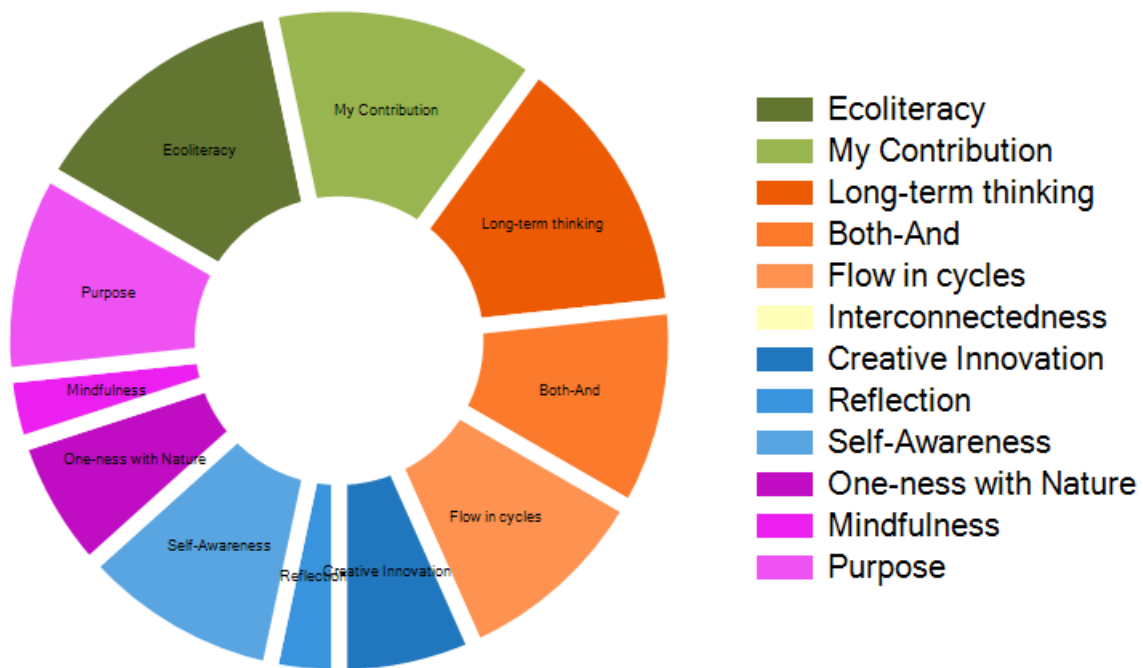 My Contribution
Ecoliteracy
Long-term thinking
Purpose
Both-And
Mindfulness
One-ness with Nature
Flow in cycles
Self-Awareness
Reflection
Creative Innovation
Ecoliteracy
My Contribution
Long-term thinking
Both-And
Flow in cycles
Interconnectedness
Creative Innovation
Reflection
Self-Awareness
One-ness with Nature
Mindfulness
Purpose